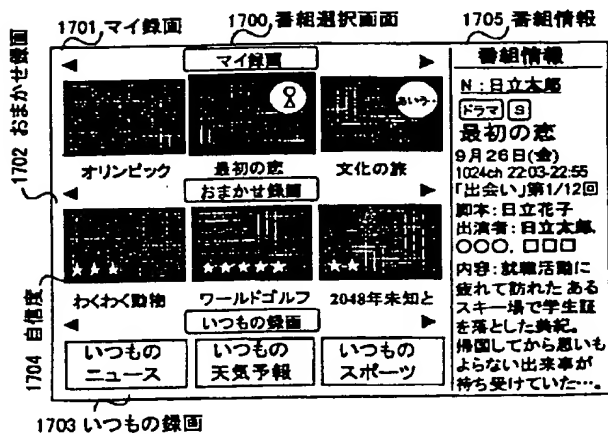 1701 マイ録画
1700 番組選択画面
1705 番組情報
1702 おまかせ録画
1704 自信度
1703 いつもの録画
◀ マイ録画 ▶
あいう‥
オリンピック
最初の恋
文化の旅
◀ おまかせ録画 ▶
★★★
★★★★★
★★
わくわく動物
ワールドゴルフ
2048年未知と
◀ いつもの録画 ▶
いつもの
ニュース
いつもの
天気予報
いつもの
スポーツ
番組情報
N:日立太郎
ドラマ S
最初の恋
9月26日(金)
1024ch 22:03-22:55
「出会い」第1/12回
脚本:日立花子
出演者:日立太郎,
○○○, □□□
内容:就職活動に
疲れて訪れた ある
スキー場で学生証
を落とした美紀。
帰国してから思いも
よらない出来事が
待ち受けていた…。